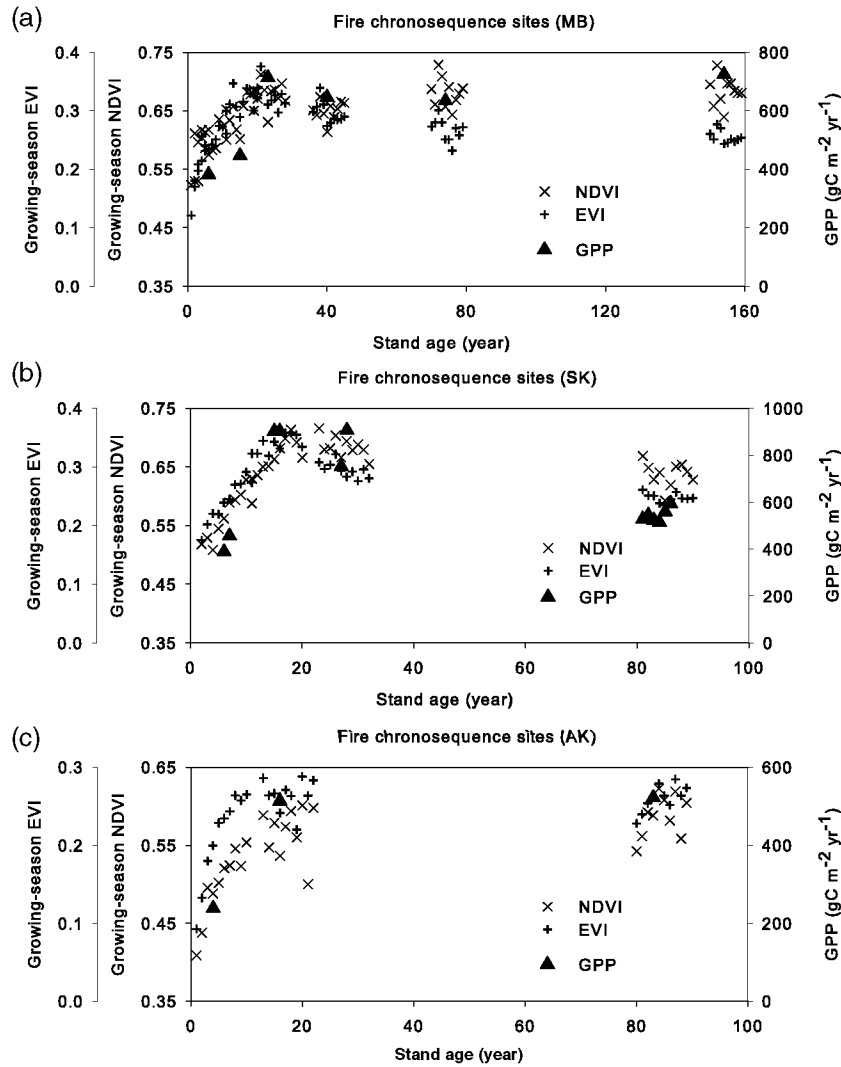 (a)
Fire chronosequence sites (MB)
Growing-season EVI
Growing-season NDVI
GPP (gC m⁻² yr⁻¹)
0.4 0.75 800
0.3 0.65 600
0.2 0.55 400
0.1 0.45 200
0.0 0.35 0
NDVI
EVI
GPP
0 40 80 120 160
Stand age (year)
(b)
Fire chronosequence sites (SK)
Growing-season EVI
Growing-season NDVI
GPP (gC m⁻² yr⁻¹)
0.4 0.75 1000
800
0.3 0.65
600
0.2 0.55
400
0.1 0.45
200
0.0 0.35 0
NDVI
EVI
GPP
0 20 40 60 80 100
Stand age (year)
(c)
Fire chronosequence sites (AK)
Growing-season EVI
Growing-season NDVI
GPP (gC m⁻² yr⁻¹)
0.3 0.65 600
0.2 0.55 400
0.1 0.45 200
0.0 0.35 0
NDVI
EVI
GPP
0 20 40 60 80 100
Stand age (year)